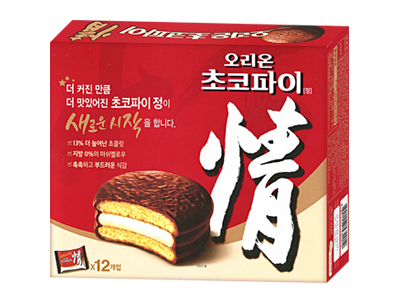 오리온
초코파이[정]
情
더 커진 만큼
더 맛있어진 초코파이 정이
새로운 시작을 합니다.
13% 더 늘어난 초콜릿
지방 0%의 마쉬멜로우
촉촉하고 부드러운 식감
情
x12개입